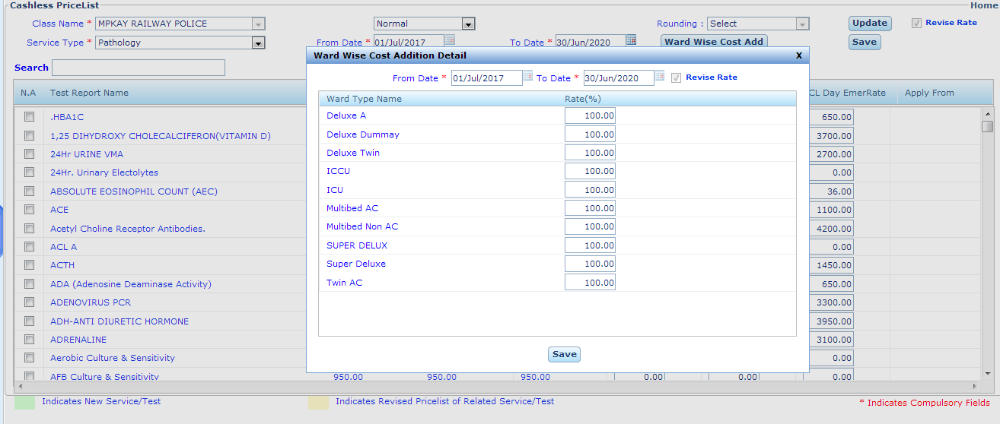 Cashless PriceList Home
Class Name * MPKAY RAILWAY POLICE Normal Rounding : Select Update Revise Rate
Service Type * Pathology From Date * 01/Jul/2017 To Date * 30/Jun/2020 Ward Wise Cost Add Save
Search
Ward Wise Cost Addition Detail X
From Date * 01/Jul/2017 To Date * 30/Jun/2020 Revise Rate
Ward Type Name Rate(%)
Deluxe A 100.00
Deluxe Dummay 100.00
Deluxe Twin 100.00
ICCU 100.00
ICU 100.00
Multibed AC 100.00
Multibed Non AC 100.00
SUPER DELUX 100.00
Super Deluxe 100.00
Twin AC 100.00
Save
N.A Test Report Name CL Day EmerRate Apply From
.HBA1C 650.00
1,25 DIHYDROXY CHOLECALCIFERON(VITAMIN D) 3700.00
24Hr URINE VMA 2700.00
24Hr. Urinary Electolytes 0.00
ABSOLUTE EOSINOPHIL COUNT (AEC) 36.00
ACE 1100.00
Acetyl Choline Receptor Antibodies. 4200.00
ACL A 0.00
ACTH 1450.00
ADA (Adenosine Deaminase Activity) 650.00
ADENOVIRUS PCR 3300.00
ADH-ANTI DIURETIC HORMONE 3950.00
ADRENALINE 3100.00
Aerobic Culture & Sensitivity 0.00
AFB Culture & Sensitivity 950.00 950.00 950.00 0.00 0.00 0.00
Indicates New Service/Test Indicates Revised Pricelist of Related Service/Test * Indicates Compulsory Fields